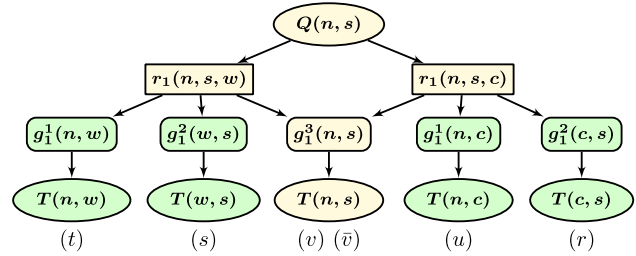 Q(n, s)
r₁(n, s, w) r₁(n, s, c)
g₁¹(n, w) g₁²(w, s) g₁³(n, s) g₁¹(n, c) g₁²(c, s)
T(n, w) T(w, s) T(n, s) T(n, c) T(c, s)
(t) (s) (v) (v̄) (u) (r)